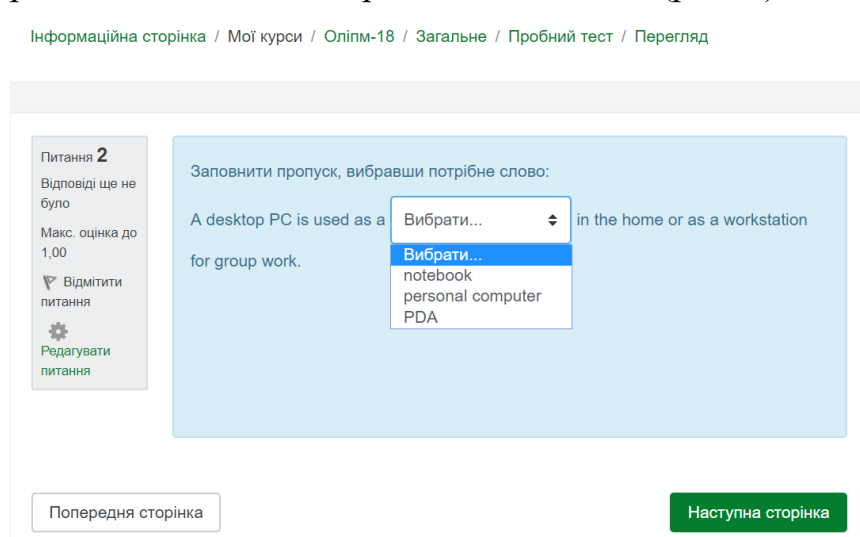 Інформаційна сторінка / Мої курси / Оліпм-18 / Загальне / Пробний тест / Перегляд
Питання 2
Відповіді ще не
було
Макс. оцінка до
1,00
Відмітити
питання
Редагувати
питання
Заповнити пропуск, вибравши потрібне слово:
A desktop PC is used as a Вибрати... in the home or as a workstation
for group work.
Вибрати...
notebook
personal computer
PDA
Попередня сторінка
Наступна сторінка